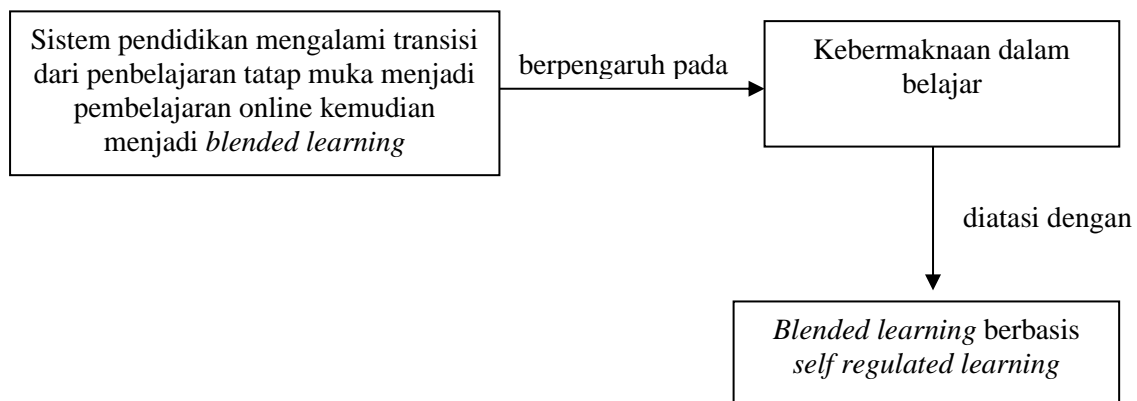 Sistem pendidikan mengalami transisi
dari penbelajaran tatap muka menjadi
pembelajaran online kemudian
menjadi blended learning
berpengaruh pada
Kebermaknaan dalam
belajar
diatasi dengan
Blended learning berbasis
self regulated learning